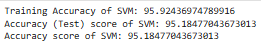 Training Accuracy of SVM: 95.92436974789916
Accuracy (Test) score of SVM: 95.18477043673013
Accuracy score of SVM: 95.18477043673013